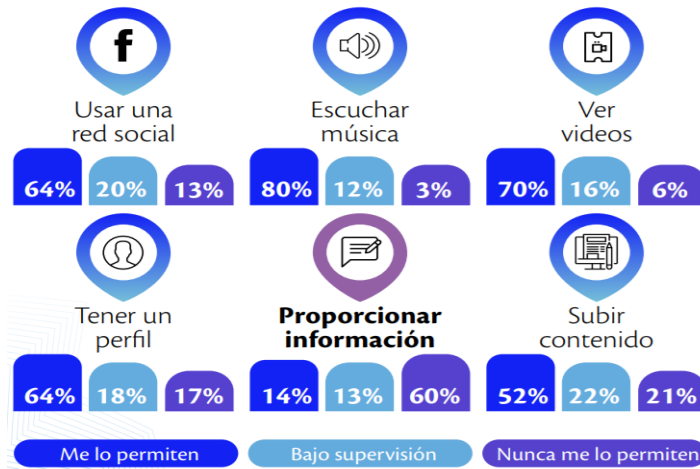 f
Usar una
red social
64% 20% 13%
Escuchar
música
80% 12% 3%
Ver
videos
70% 16% 6%
Tener un
perfil
64% 18% 17%
Proporcionar
información
14% 13% 60%
Subir
contenido
52% 22% 21%
Me lo permiten
Bajo supervisión
Nunca me lo permiten